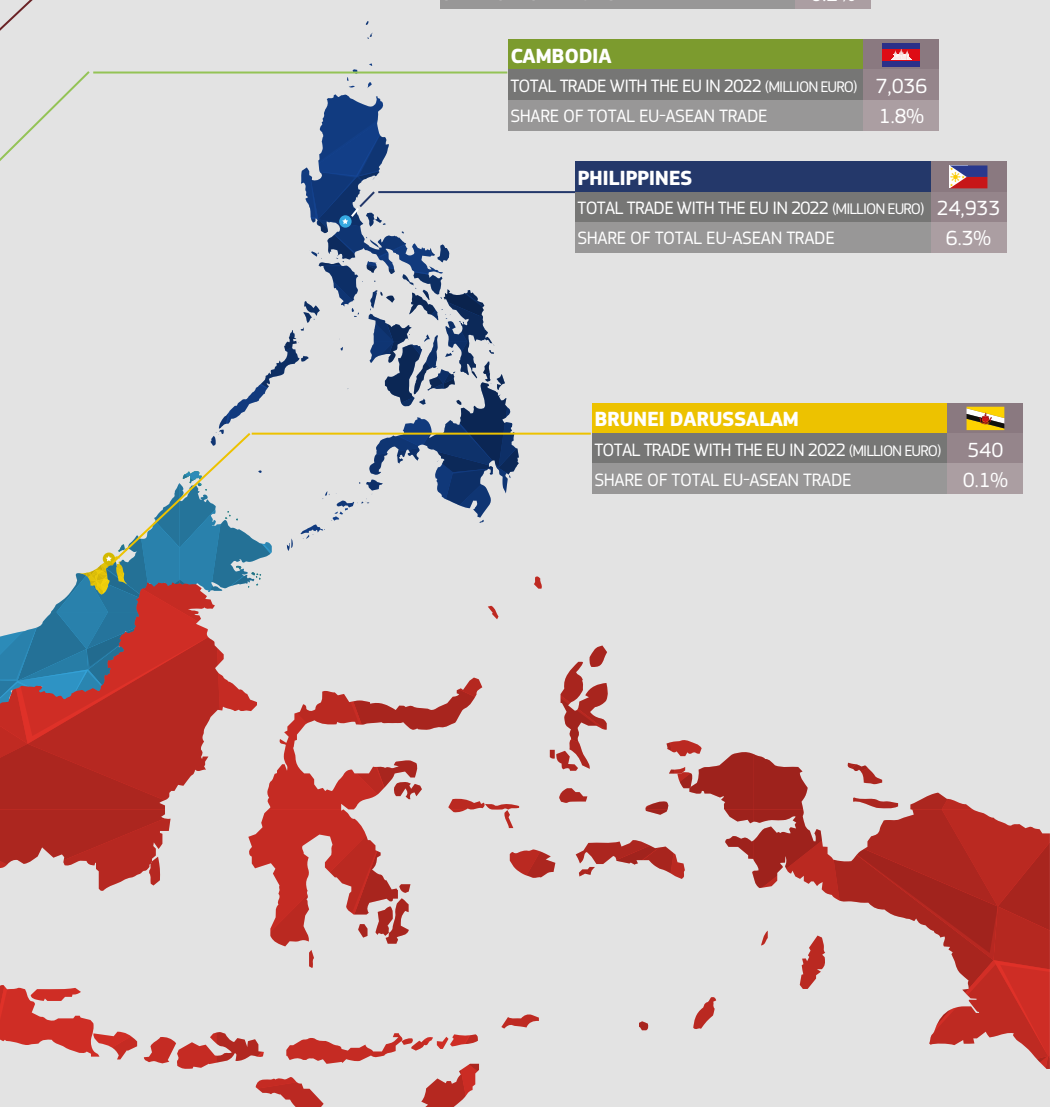 CAMBODIA
TOTAL TRADE WITH THE EU IN 2022 (MILLION EURO) 7,036
SHARE OF TOTAL EU-ASEAN TRADE 1.8%
PHILIPPINES
TOTAL TRADE WITH THE EU IN 2022 (MILLION EURO) 24,933
SHARE OF TOTAL EU-ASEAN TRADE 6.3%
BRUNEI DARUSSALAM
TOTAL TRADE WITH THE EU IN 2022 (MILLION EURO) 540
SHARE OF TOTAL EU-ASEAN TRADE 0.1%